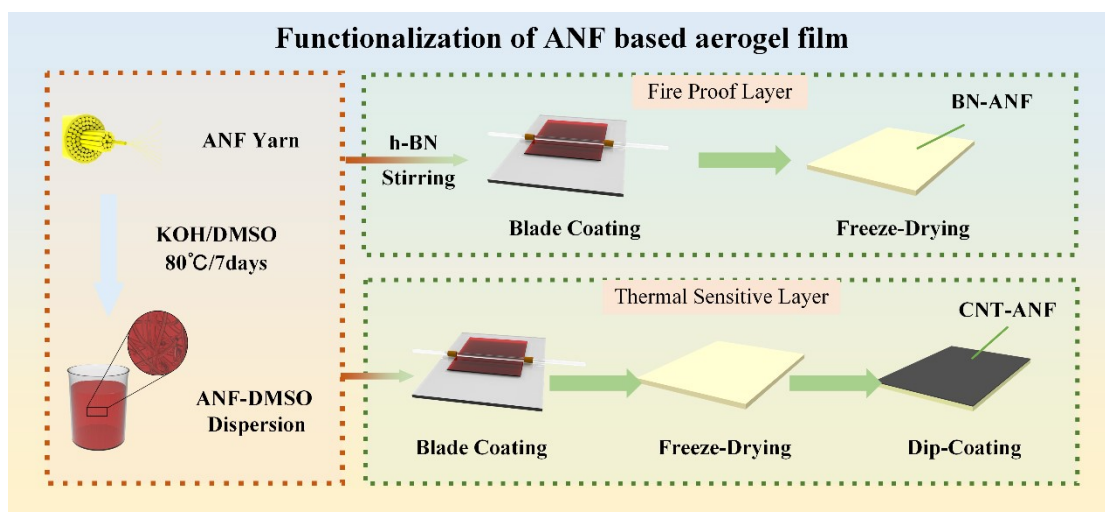 Functionalization of ANF based aerogel film
ANF Yarn
KOH/DMSO
80℃/7days
ANF-DMSO
Dispersion
Fire Proof Layer
h-BN
Stirring
Blade Coating
BN-ANF
Freeze-Drying
Thermal Sensitive Layer
Blade Coating
Freeze-Drying
CNT-ANF
Dip-Coating